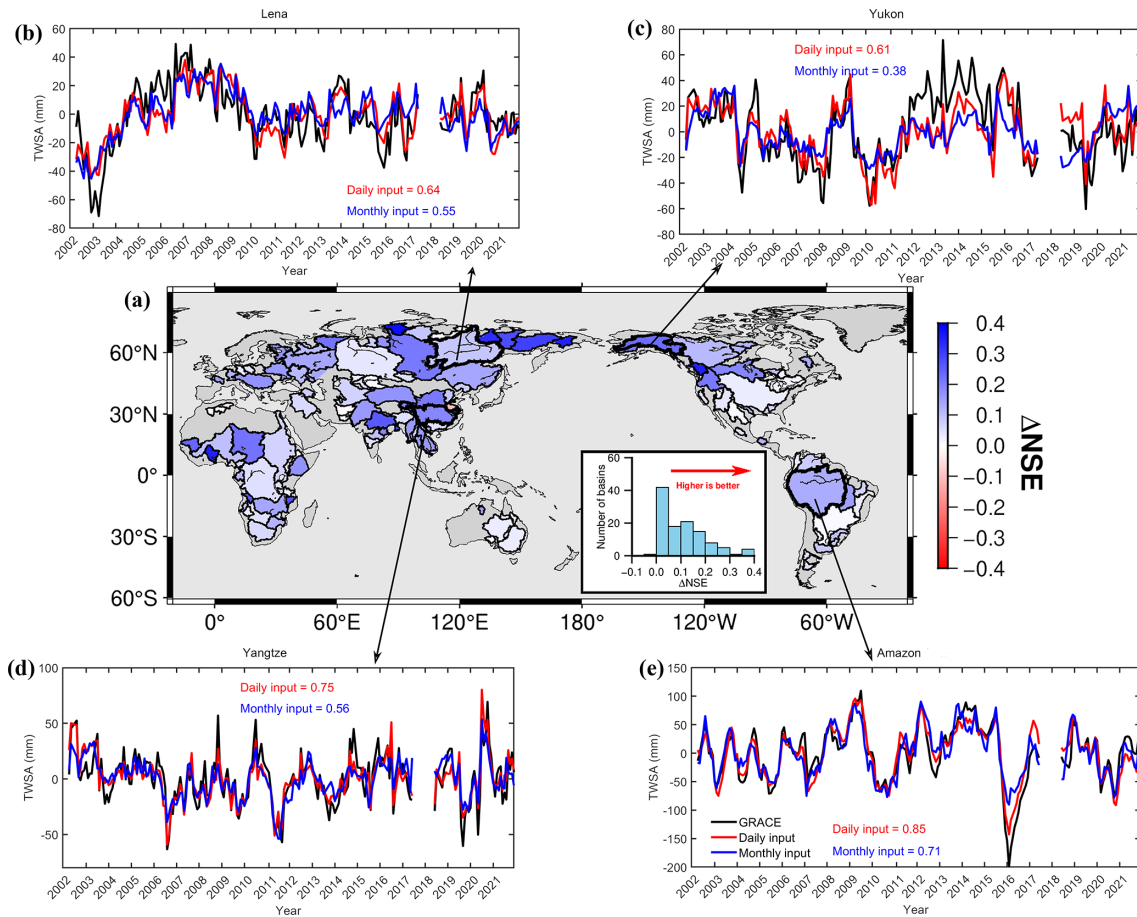 Lena
(b)
60
40
20
0
-20
-40
-60
-80
TWSA (mm)
Daily input = 0.64
Monthly input = 0.55
2002 2003 2004 2005 2006 2007 2008 2009 2010 2011 2012 2013 2014 2015 2016 2017 2018 2019 2020 2021
Year
Yukon
(c)
80
60
40
20
0
-20
-40
-60
-80
TWSA (mm)
Daily input = 0.61
Monthly input = 0.38
2002 2003 2004 2005 2006 2007 2008 2009 2010 2011 2012 2013 2014 2015 2016 2017 2018 2019 2020 2021
Year
(a)
60°N
30°N
0°
30°S
60°S
0° 60°E 120°E 180° 120°W 60°W
60
40
20
0
Number of basins
Higher is better
-0.1 0.0 0.1 0.2 0.3 0.4
ΔNSE
0.4
0.3
0.2
0.1
0.0
-0.1
-0.2
-0.3
-0.4
ΔNSE
Yangtze
(d)
100
50
0
-50
TWSA (mm)
Daily input = 0.75
Monthly input = 0.56
2002 2003 2004 2005 2006 2007 2008 2009 2010 2011 2012 2013 2014 2015 2016 2017 2018 2019 2020 2021
Year
Amazon
(e)
150
100
50
0
-50
-100
-150
-200
TWSA (mm)
GRACE
Daily input
Monthly input
Daily input = 0.85
Monthly input = 0.71
2002 2003 2004 2005 2006 2007 2008 2009 2010 2011 2012 2013 2014 2015 2016 2017 2018 2019 2020 2021
Year